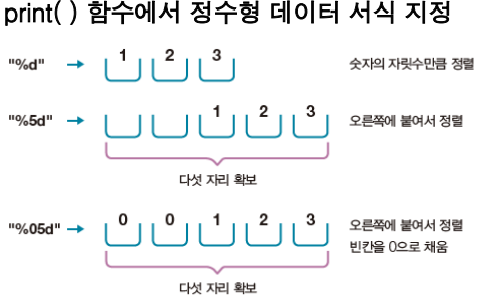 print( ) 함수에서 정수형 데이터 서식 지정
"%d" → 1 2 3 숫자의 자릿수만큼 정렬
"%5d" → 1 2 3 오른쪽에 붙여서 정렬
다섯 자리 확보
"%05d" → 0 0 1 2 3 오른쪽에 붙여서 정렬
빈칸을 0으로 채움
다섯 자리 확보